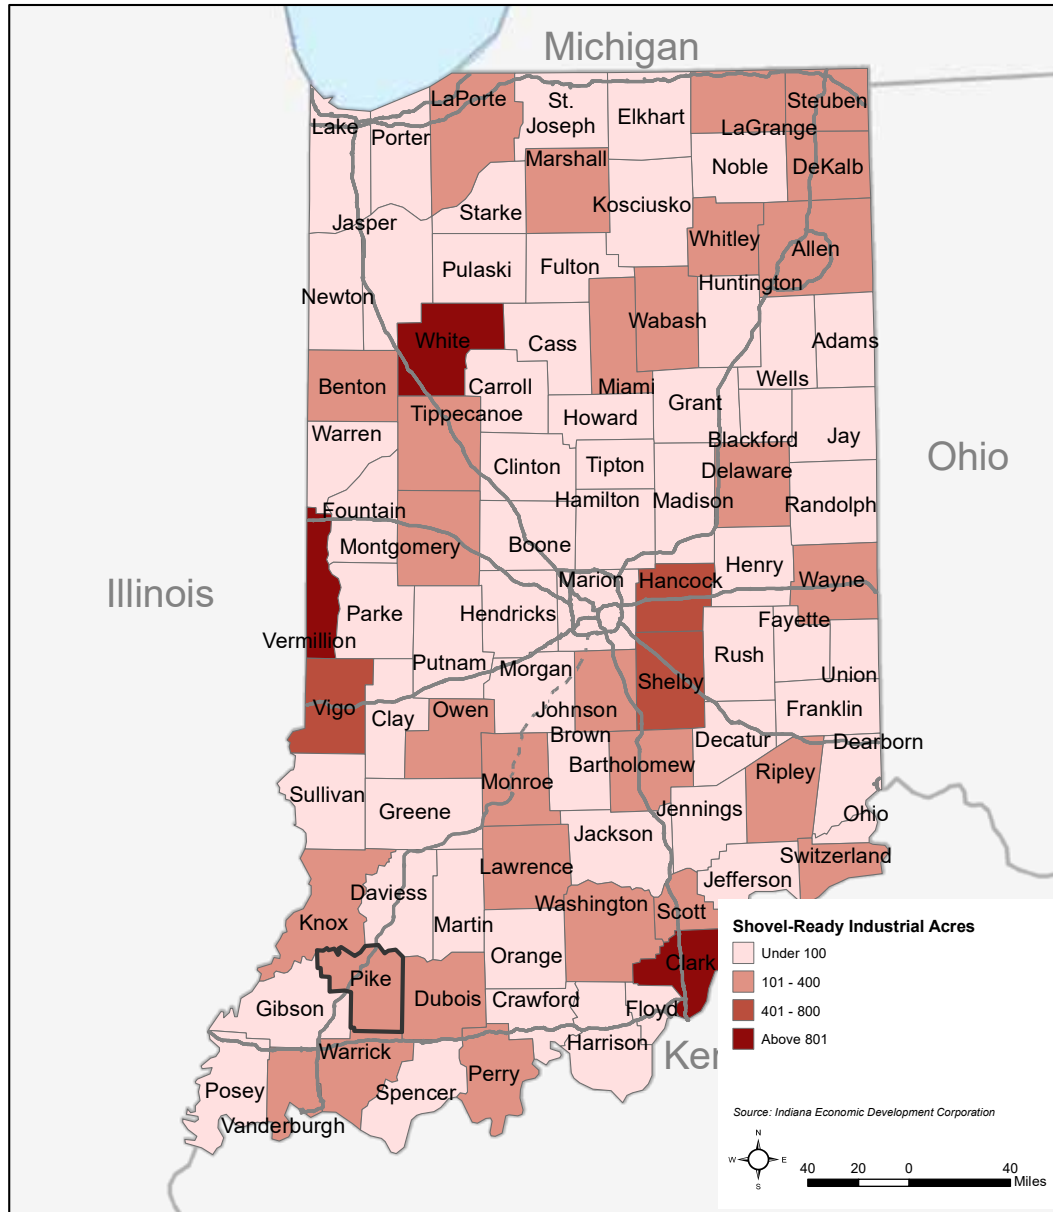 Michigan
LaPorte
St.
Joseph
Elkhart
Steuben
LaGrange
Lake
Porter
Marshall
Noble
DeKalb
Starke
Kosciusko
Jasper
Whitley
Allen
Pulaski
Fulton
Huntington
Newton
Wabash
White
Cass
Adams
Benton
Carroll
Miami
Wells
Tippecanoe
Howard
Grant
Warren
Blackford
Jay
Ohio
Clinton
Tipton
Delaware
Fountain
Hamilton
Madison
Randolph
Montgomery
Boone
Illinois
Marion
Hancock
Henry
Wayne
Parke
Hendricks
Fayette
Vermillion
Putnam
Morgan
Rush
Union
Vigo
Clay
Owen
Johnson
Shelby
Franklin
Brown
Decatur
Dearborn
Monroe
Bartholomew
Ripley
Sullivan
Greene
Jennings
Ohio
Jackson
Lawrence
Switzerland
Jefferson
Daviess
Washington
Scott
Knox
Martin
Orange
Clark
Pike
Dubois
Crawford
Floyd
Gibson
Harrison
Warrick
Ker
Perry
Posey
Spencer
Vanderburgh
Shovel-Ready Industrial Acres
Under 100
101 - 400
401 - 800
Above 801
Source: Indiana Economic Development Corporation
N
W E
S
40 20 0 40
Miles